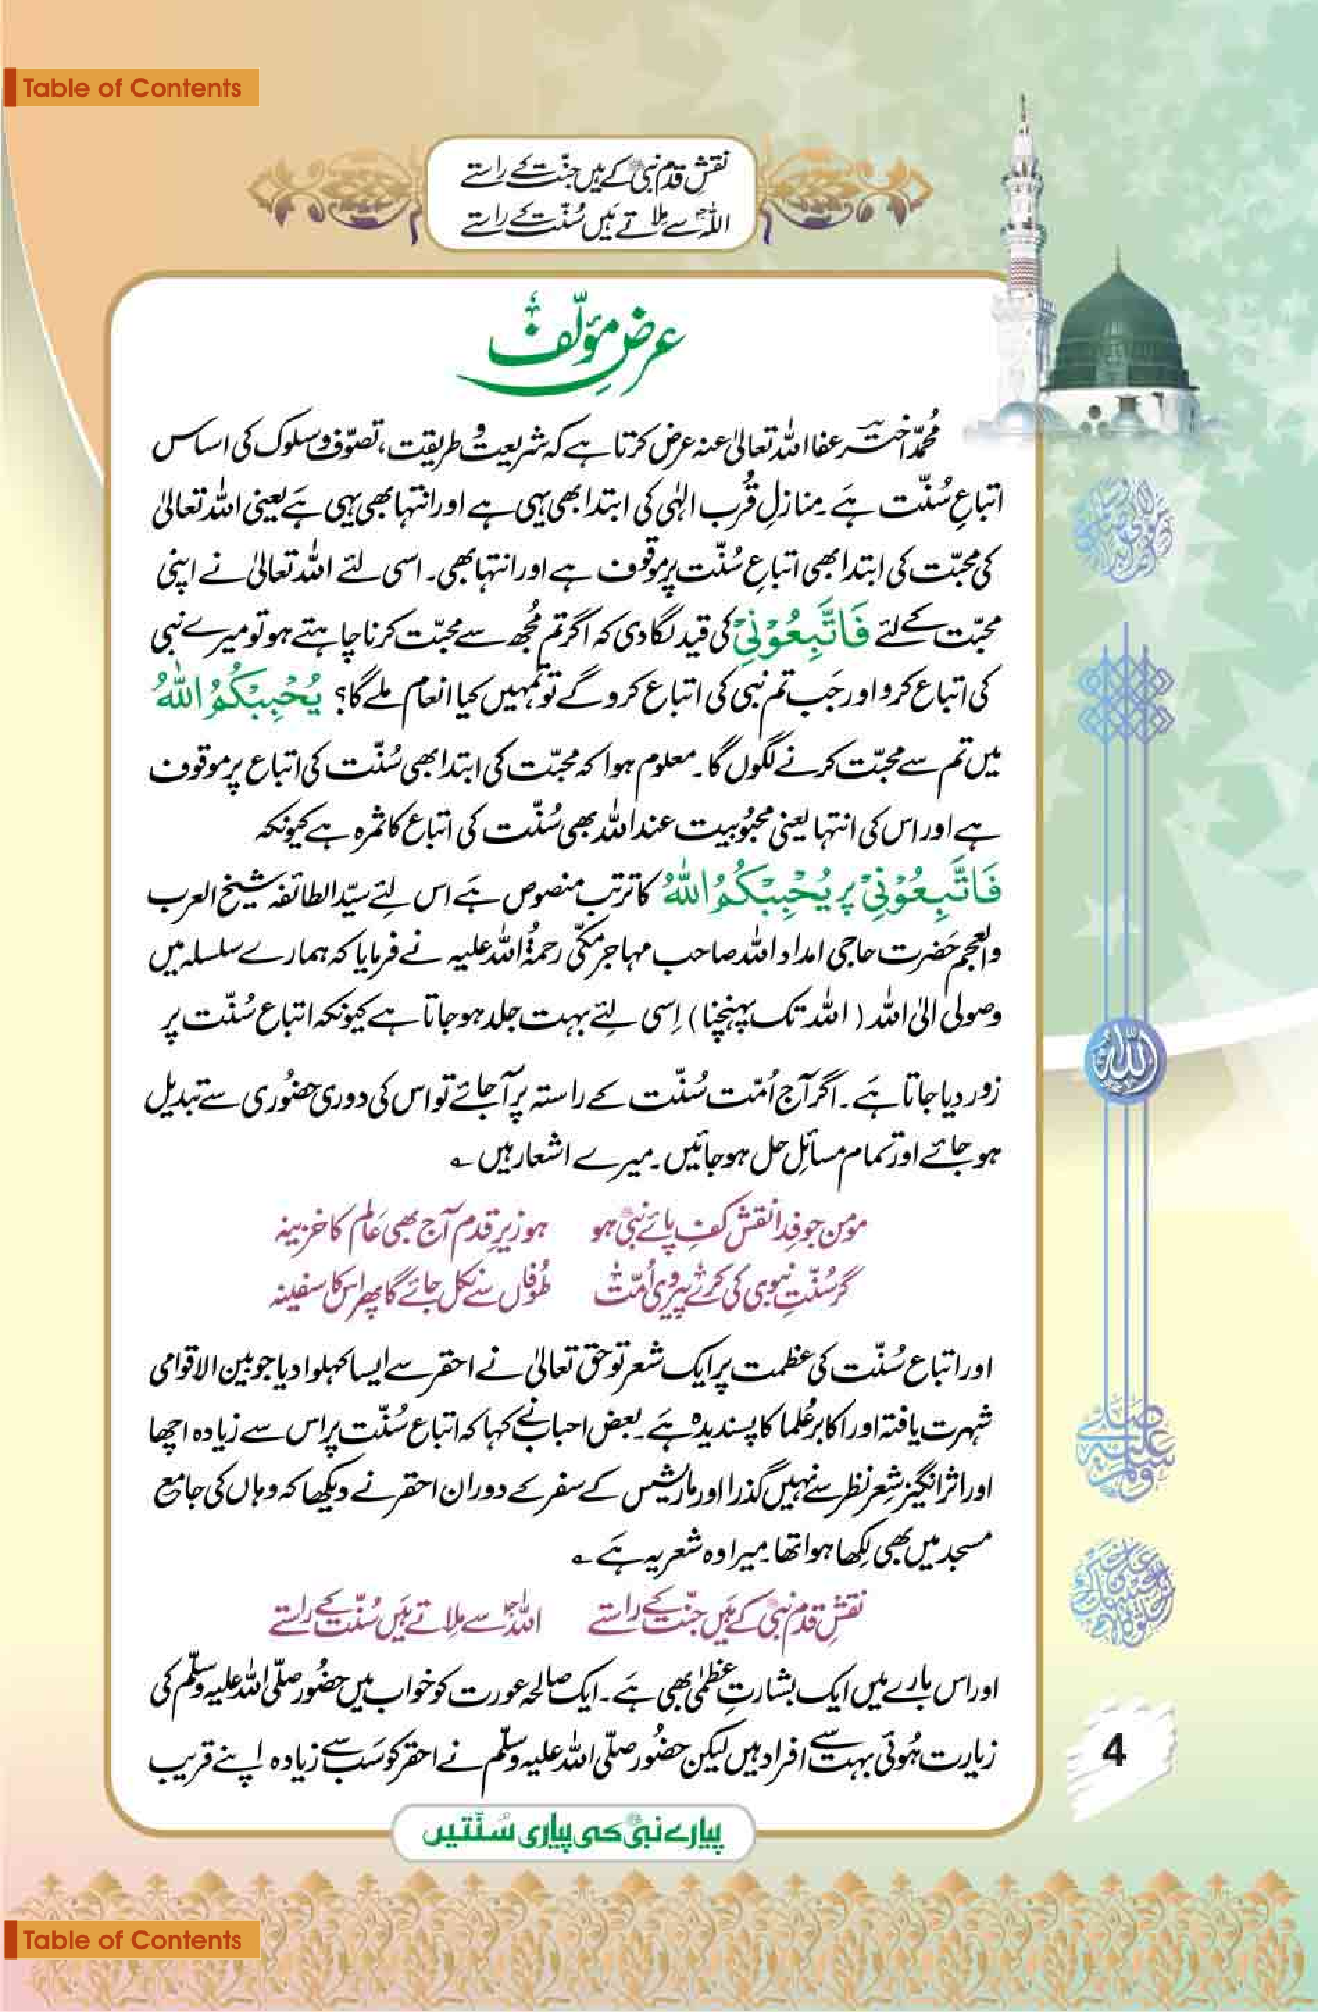 Table of Contents
نقشِ قدم نبیؐ کے ہیں جنّت کے راستے
اللہ سے ملاتے ہیں سُنّت کے راستے
عرضِ مؤلّف
محمّد اختر عفا اللہ تعالیٰ عنہ عرض کرتا ہے کہ شریعت و طریقت، تصوّف و سلوک کی اساس
اتباعِ سُنّت ہے۔ منازلِ قُربِ الہٰی کی ابتدا بھی یہی ہے اور انتہا بھی یہی ہے یعنی اللہ تعالیٰ
کی محبّت کی ابتدا بھی اتباعِ سُنّت پر موقوف ہے اور انتہا بھی۔ اسی لئے اللہ تعالیٰ نے اپنی
محبّت کے لئے فَاتَّبِعُوْنِیْ کی قید لگا دی کہ اگر تم مُجھ سے محبّت کرنا چاہتے ہو تو میرے نبی
کی اتباع کرو اور جَب تم نبی کی اتباع کرو گے تو تمہیں کیا انعام ملے گا؟ یُحْبِبْکُمُ اللّٰہُ
میں تم سے محبّت کرنے لگوں گا۔ معلوم ہوا کہ محبّت کی ابتدا بھی سُنّت کی اتباع پر موقوف
ہے اور اس کی انتہا یعنی محبُوبیت عند اللہ بھی سُنّت کی اتباع کا ثمرہ ہے کیونکہ
فَاتَّبِعُوْنِیْ پر یُحْبِبْکُمُ اللّٰہُ کا ترتب منصوص ہے اس لئے سیّد الطائفہ شیخ العرب
والعجم حَضرت حاجی امداد اللہ صاحب مہاجر مکّی رحمۃُ اللہ علیہ نے فرمایا کہ ہمارے سلسلہ میں
وصولی الیٰ اللہ ( اللہ تک پہنچنا ) اِسی لئے بہت جلد ہو جاتا ہے کیونکہ اتباع سُنّت پر
زور دیا جاتا ہے۔ اگر آج اُمّت سُنّت کے راستہ پر آجائے تو اس کی دوری حضُوری سے تبدیل
ہو جائے اور تمام مسائل حل ہو جائیں۔ میرے اشعار ہیں ؎
مؤمن جو فِدا نقشِ کفِ پائے نبیؐ ہو ہو زیرِ قدم آج بھی عَالم کا خزینہ
گر سُنّتِ نبوی کی کرے پیروی اُمّت طُوفاں سے نکل جائے گا پھر اس کا سفینہ
اور اتباع سُنّت کی عظمت پر ایک شعر تو حق تعالیٰ نے احقر سے ایسا کہلوا دیا جو بین الاقوامی
شہرت یافتہ اور اکابر عُلما کا پسندیدہ ہے۔ بعض احباب نے کہا کہ اتباع سُنّت پر اس سے زیادہ اچھا
اور اثر انگیز شِعر نظر سے نہیں گذرا اور ماریشیس کے سفر کے دوران احقر نے دیکھا کہ وہاں کی جامع
مسجد میں بھی لِکھا ہوا تھا۔ میرا وہ شعر یہ ہے ؎
نقشِ قدم نبیؐ کے ہیں جنّت کے راستے اللہ سے ملاتے ہیں سُنّت کے راستے
اور اس بارے میں ایک بشارتِ عظمیٰ بھی ہے۔ ایک صالحہ عورت کو خواب میں حضُور صلّی اللہ علیہ وسلّم کی
زیارت ہُوئی بہت سے افراد ہیں لیکن حضُور صلّی اللہ علیہ وسلّم نے احقر کو سَب سے زیادہ اپنے قریب
صلی اللہ علیہ وسلم
اللہ
4
پیارے نبیؐ کی پیاری سُنّتیں
Table of Contents